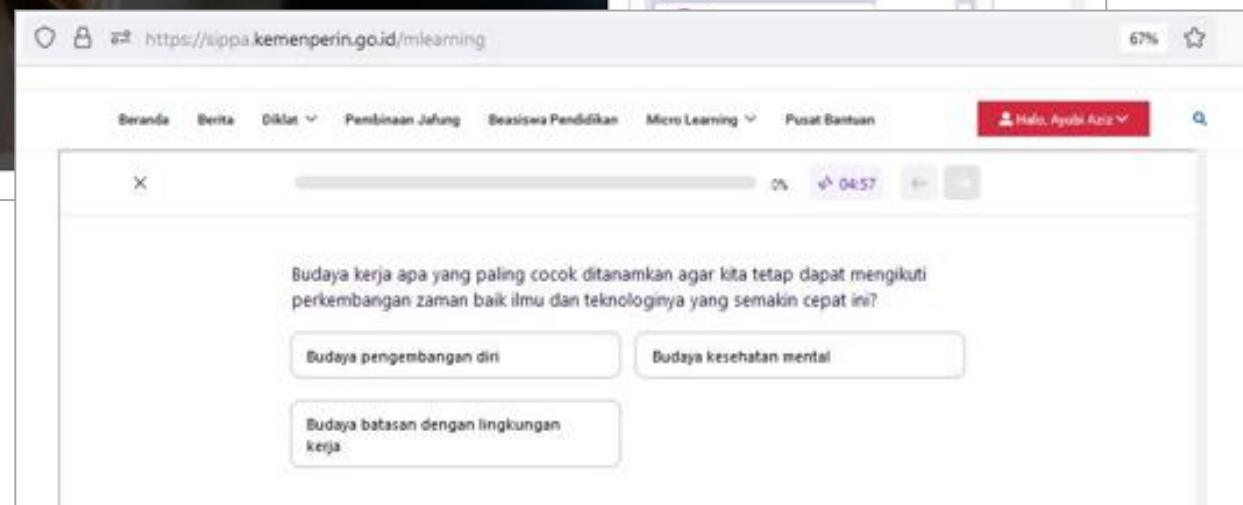 https://sippa.kemenperin.go.id/mlearning 67%
Beranda Berita Diklat Pembinaan Jafung Beasiswa Pendidikan Micro Learning Pusat Bantuan Halo, Ayubi Aziz
0% 04:57
Budaya kerja apa yang paling cocok ditanamkan agar kita tetap dapat mengikuti
perkembangan zaman baik ilmu dan teknologinya yang semakin cepat ini?
Budaya pengembangan diri
Budaya kesehatan mental
Budaya batasan dengan lingkungan
kerja